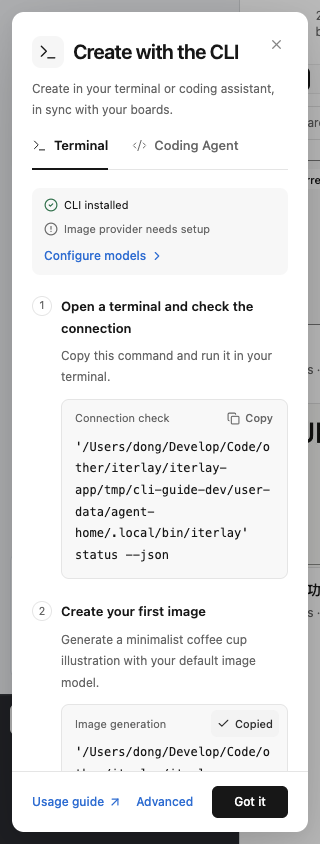 Create with the CLI
Create in your terminal or coding assistant,
in sync with your boards.
Terminal
Coding Agent
CLI installed
Image provider needs setup
Configure models
1
Open a terminal and check the
connection
Copy this command and run it in your
terminal.
Connection check
Copy
'/Users/dong/Develop/Code/o
ther/iterlay/iterlay-
app/tmp/cli-guide-dev/user-
data/agent-
home/.local/bin/iterlay'
status --json
2
Create your first image
Generate a minimalist coffee cup
illustration with your default image
model.
Image generation
Copied
'/Users/dong/Develop/Code/o
Usage guide
Advanced
Got it